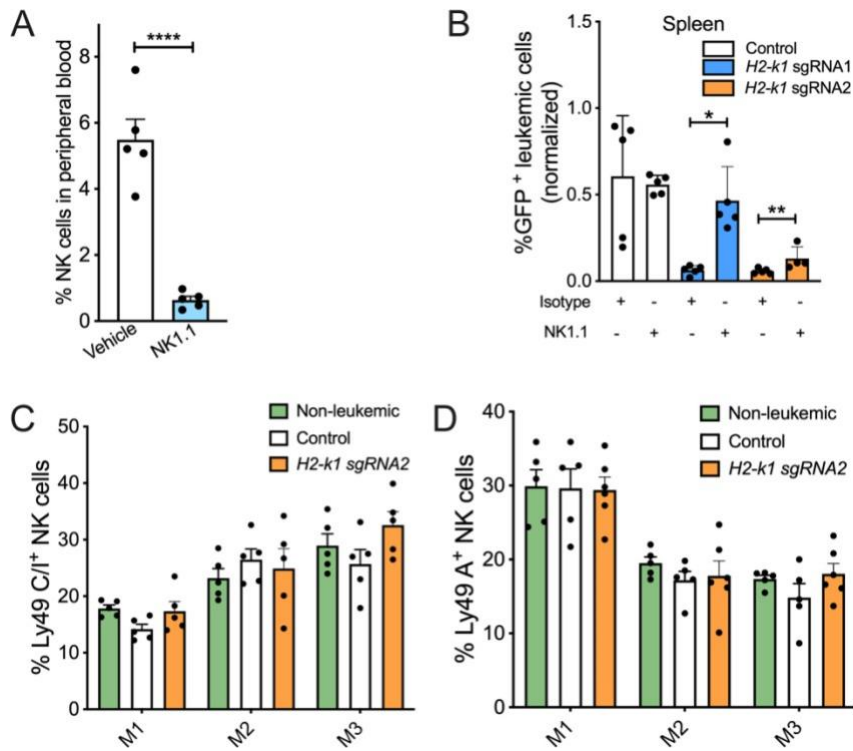 A
% NK cells in peripheral blood
8
6
4
2
0
****
Vehicle
NK1.1
B
Spleen
Control
H2-k1 sgRNA1
H2-k1 sgRNA2
%GFP + leukemic cells
(normalized)
1.0
0.5
0.0
*
**
Isotype + - + - + -
NK1.1 - + - + - +
C
Non-leukemic
Control
H2-k1 sgRNA2
% Ly49 C/I+ NK cells
50
40
30
20
10
0
M1
M2
M3
D
Non-leukemic
Control
H2-k1 sgRNA2
% Ly49 A+ NK cells
40
30
20
10
0
M1
M2
M3